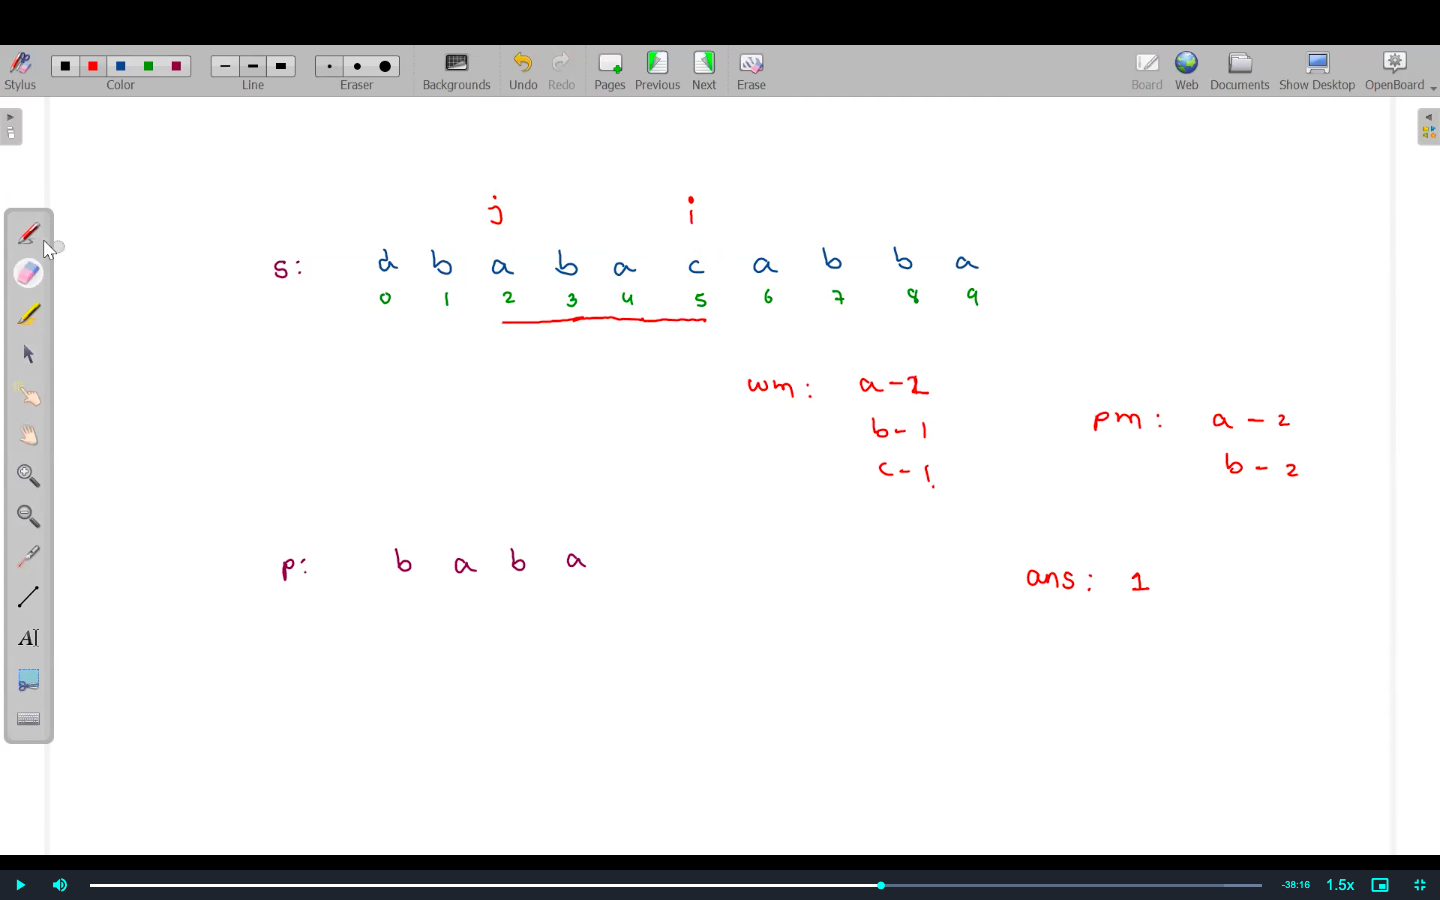 Stylus Color Line Eraser Backgrounds Undo Redo Pages Previous Next Erase Board Web Documents Show Desktop OpenBoard
j i
s: d b a b a c a b b a
0 1 2 3 4 5 6 7 8 9
wm: a - 2
b - 1
c - 1
pm: a - 2
b - 2
p: b a b a
ans: 1
AI
-38:16 1.5x